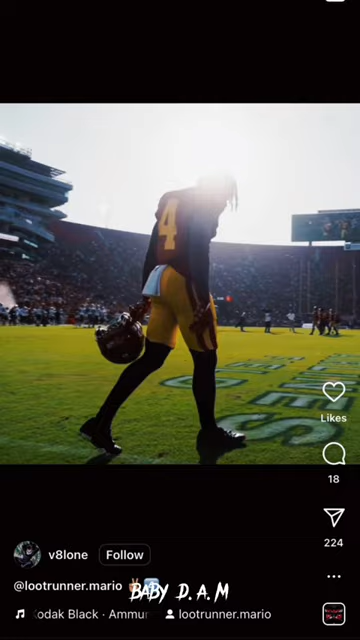 4
Likes
18
224
v8lone
Follow
@lootrunner.mario
BABY D.A.M
odak Black · Ammu
lootrunner.mario